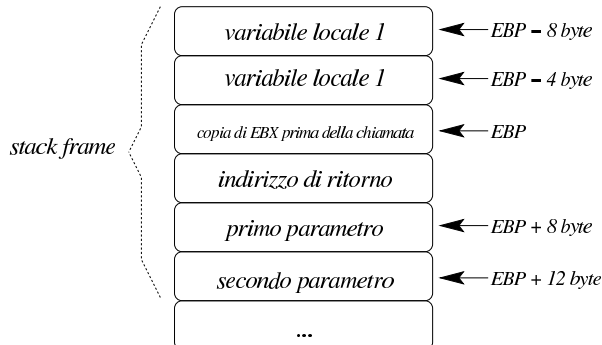 variabile locale 1
EBP − 8 byte
variabile locale 1
EBP − 4 byte
copia di EBX prima della chiamata
EBP
stack frame
indirizzo di ritorno
primo parametro
EBP + 8 byte
secondo parametro
EBP + 12 byte
...